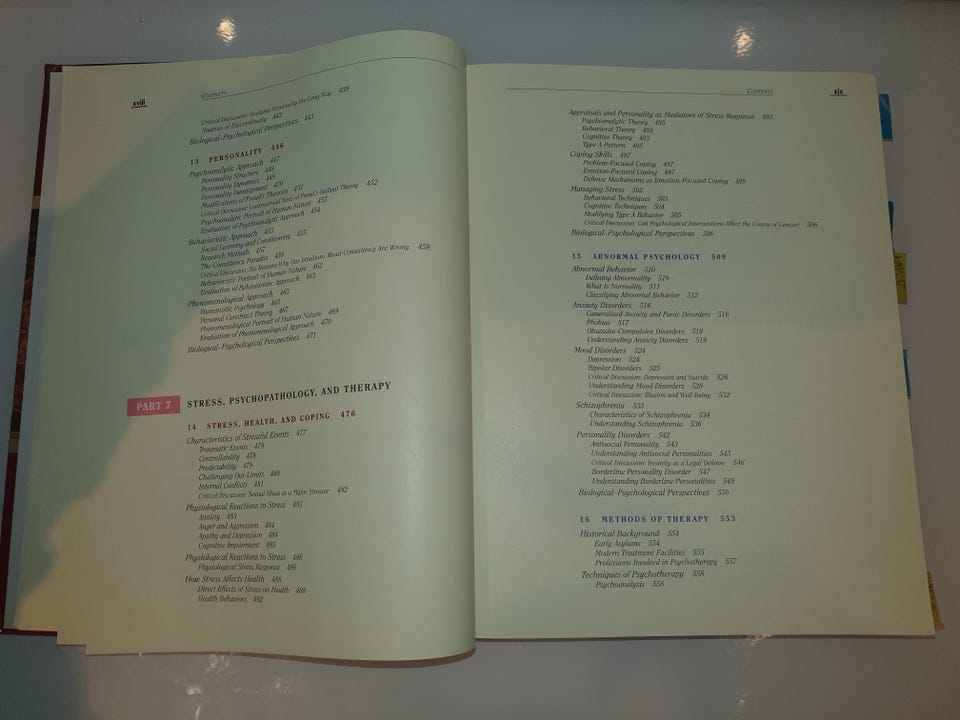 xviii
CONTENTS
Critical Discussion: Studying Personality the Long Way 439
Sources of Discontinuity 442
Biological–Psychological Perspectives 443
13 PERSONALITY 446
Psychoanalytic Approach 447
Personality Structure 448
Personality Dynamics 449
Personality Development 450
Modifications of Freud's Theories 451
Critical Discussion: Controversial Tests of Freud's Oedipal Theory 452
Psychoanalytic Portrait of Human Nature 453
Evaluation of Psychoanalytic Approach 454
Behavioristic Approach 455
Social Learning and Conditioning 455
Research Methods 457
The Consistency Paradox 458
Critical Discussion: Six Reasons Why Our Intuitions About Consistency Are Wrong 459
Behavioristic Portrait of Human Nature 462
Evaluation of Behavioristic Approach 463
Phenomenological Approach 463
Humanistic Psychology 463
Personal Construct Theory 467
Phenomenological Portrait of Human Nature 469
Evaluation of Phenomenological Approach 470
Biological–Psychological Perspectives 471
PART 7 STRESS, PSYCHOPATHOLOGY, AND THERAPY
14 STRESS, HEALTH, AND COPING 476
Characteristics of Stressful Events 477
Traumatic Events 478
Controllability 478
Predictability 479
Challenging Our Limits 480
Internal Conflicts 481
Critical Discussion: Sexual Abuse as a Major Stressor 482
Physiological Reactions to Stress 483
Anxiety 483
Anger and Aggression 484
Apathy and Depression 484
Cognitive Impairment 485
Physiological Reactions to Stress 486
Physiological Stress Response 486
How Stress Affects Health 488
Direct Effects of Stress on Health 488
Health Behaviors 492
CONTENTS
xix
Appraisals and Personality as Mediators of Stress Response 493
Psychoanalytic Theory 493
Behavioral Theory 493
Cognitive Theory 493
Type A Pattern 495
Coping Skills 497
Problem-Focused Coping 497
Emotion-Focused Coping 497
Defense Mechanisms as Emotion-Focused Coping 499
Managing Stress 502
Behavioral Techniques 503
Cognitive Techniques 504
Modifying Type A Behavior 505
Critical Discussion: Can Psychological Interventions Affect the Course of Cancer? 506
Biological–Psychological Perspectives 506
15 ABNORMAL PSYCHOLOGY 509
Abnormal Behavior 510
Defining Abnormality 510
What Is Normality 511
Classifying Abnormal Behavior 512
Anxiety Disorders 516
Generalized Anxiety and Panic Disorders 516
Phobias 517
Obsessive-Compulsive Disorders 518
Understanding Anxiety Disorders 519
Mood Disorders 524
Depression 524
Bipolar Disorders 525
Critical Discussion: Depression and Suicide 526
Understanding Mood Disorders 528
Critical Discussion: Illusion and Well-Being 532
Schizophrenia 533
Characteristics of Schizophrenia 534
Understanding Schizophrenia 536
Personality Disorders 542
Antisocial Personality 543
Understanding Antisocial Personalities 543
Critical Discussion: Insanity as a Legal Defense 546
Borderline Personality Disorder 547
Understanding Borderline Personalities 549
Biological–Psychological Perspectives 550
16 METHODS OF THERAPY 553
Historical Background 554
Early Asylums 554
Modern Treatment Facilities 555
Professions Involved in Psychotherapy 557
Techniques of Psychotherapy 558
Psychoanalysis 558